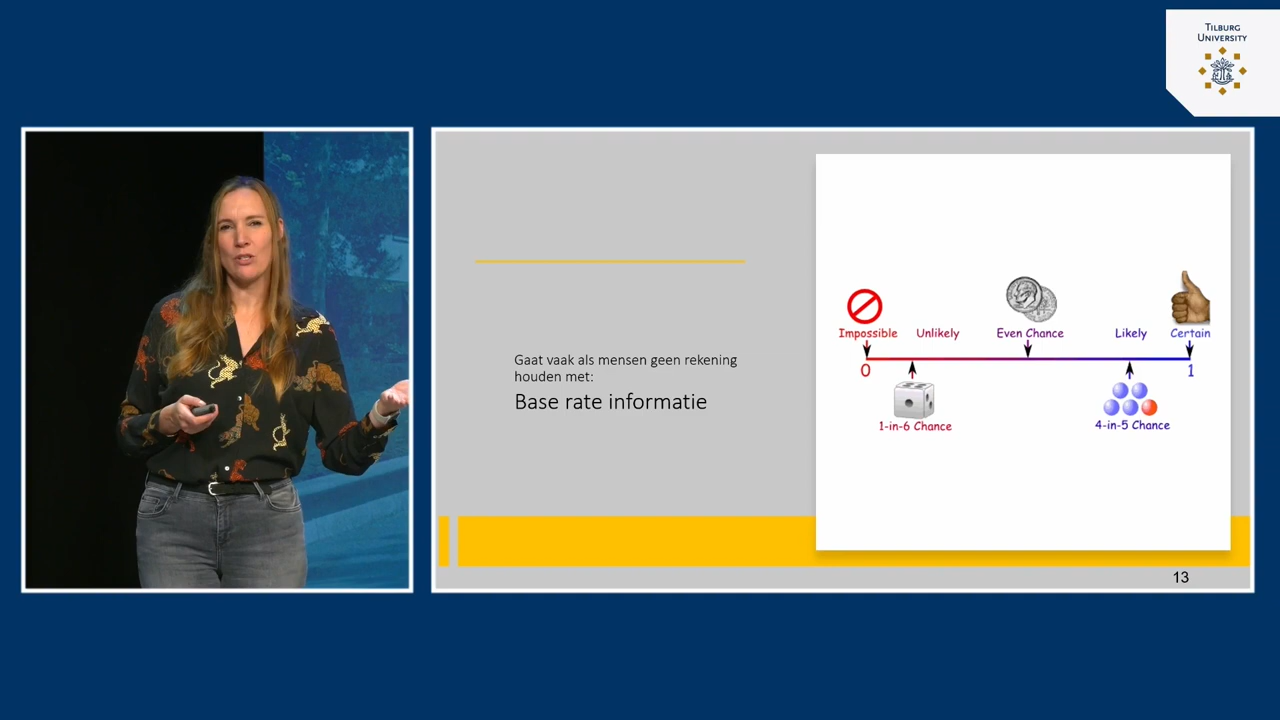 TILBURG
UNIVERSITY
Gaat vaak als mensen geen rekening
houden met:
Base rate informatie
Impossible Unlikely Even Chance Likely Certain
0 1
1-in-6 Chance 4-in-5 Chance
13